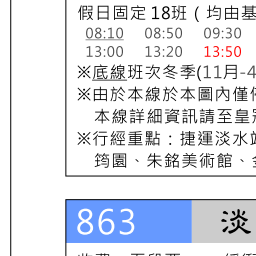 假日固定18班(均由基
08:10 08:50 09:30
13:00 13:20 13:50
※底線班次冬季(11月-4
※由於本線於本圖內僅
本線詳細資訊請至皇
※行經重點：捷運淡水
筠園、朱銘美術館、
863 淡